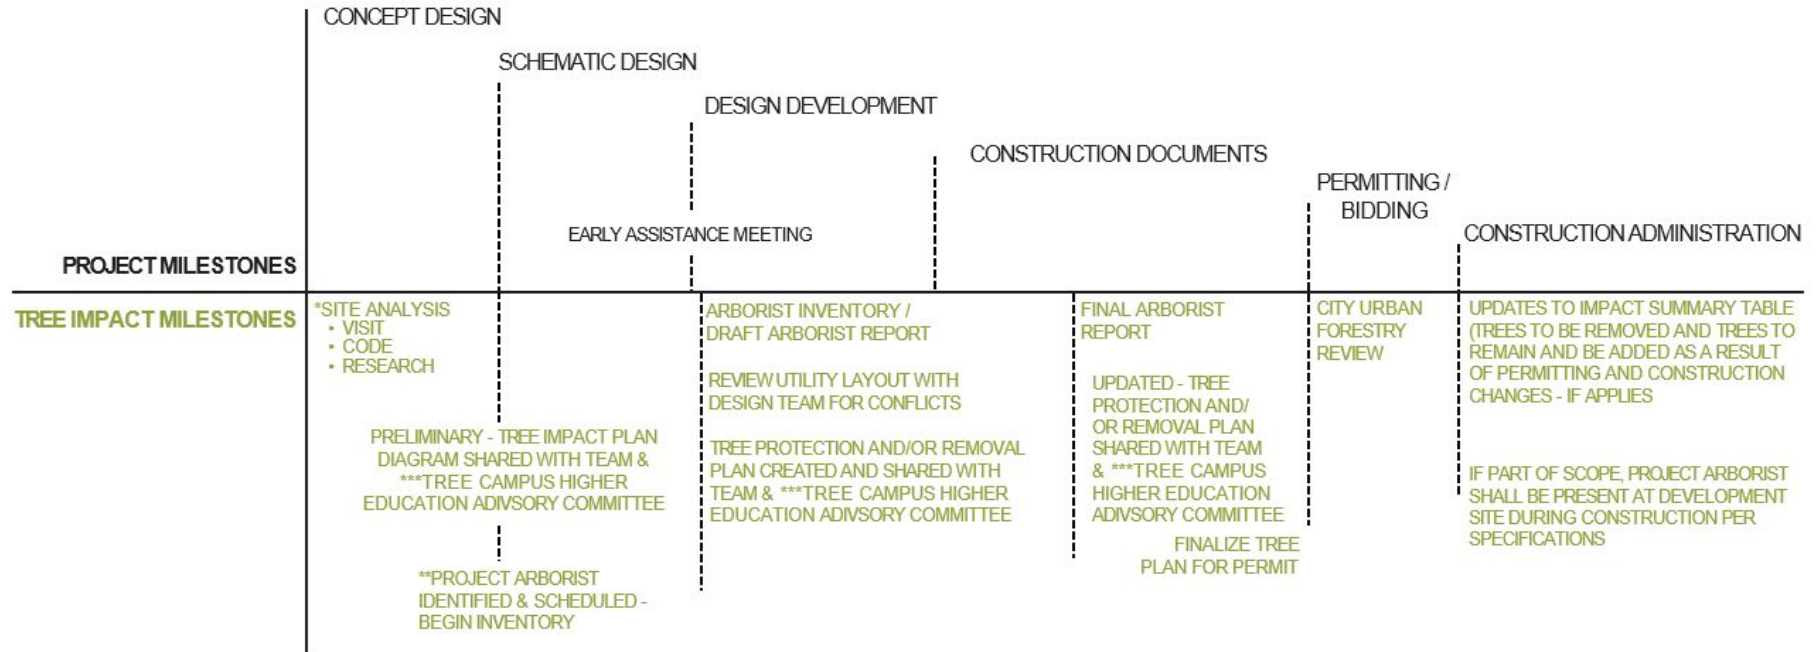 CONCEPT DESIGN
SCHEMATIC DESIGN
DESIGN DEVELOPMENT
CONSTRUCTION DOCUMENTS
PERMITTING /
BIDDING
EARLY ASSISTANCE MEETING
CONSTRUCTION ADMINISTRATION
PROJECT MILESTONES
TREE IMPACT MILESTONES
*SITE ANALYSIS
• VISIT
• CODE
• RESEARCH
PRELIMINARY - TREE IMPACT PLAN
DIAGRAM SHARED WITH TEAM &
***TREE CAMPUS HIGHER
EDUCATION ADIVSORY COMMITTEE
**PROJECT ARBORIST
IDENTIFIED & SCHEDULED -
BEGIN INVENTORY
ARBORIST INVENTORY /
DRAFT ARBORIST REPORT
REVIEW UTILITY LAYOUT WITH
DESIGN TEAM FOR CONFLICTS
TREE PROTECTION AND/OR REMOVAL
PLAN CREATED AND SHARED WITH
TEAM & ***TREE CAMPUS HIGHER
EDUCATION ADIVSORY COMMITTEE
FINAL ARBORIST
REPORT
UPDATED - TREE
PROTECTION AND/
OR REMOVAL PLAN
SHARED WITH TEAM
& ***TREE CAMPUS
HIGHER EDUCATION
ADIVSORY COMMITTEE
FINALIZE TREE
PLAN FOR PERMIT
CITY URBAN
FORESTRY
REVIEW
UPDATES TO IMPACT SUMMARY TABLE
(TREES TO BE REMOVED AND TREES TO
REMAIN AND BE ADDED AS A RESULT
OF PERMITTING AND CONSTRUCTION
CHANGES - IF APPLIES
IF PART OF SCOPE, PROJECT ARBORIST
SHALL BE PRESENT AT DEVELOPMENT
SITE DURING CONSTRUCTION PER
SPECIFICATIONS